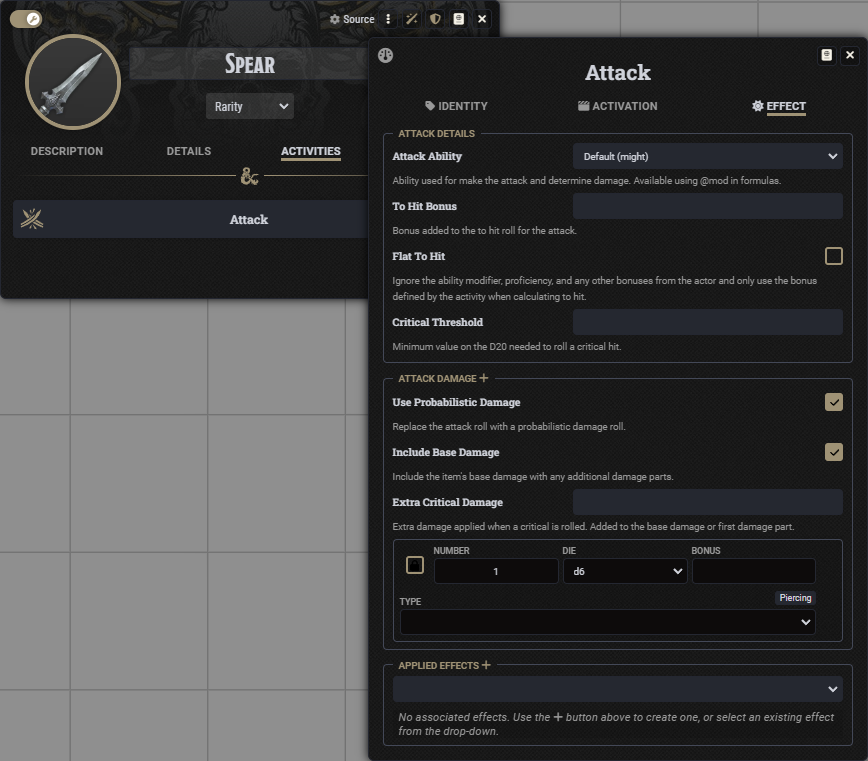 Source
Spear
Rarity
DESCRIPTION
DETAILS
ACTIVITIES
Attack
Attack
IDENTITY
ACTIVATION
EFFECT
ATTACK DETAILS
Attack Ability
Default (might)
Ability used for make the attack and determine damage. Available using @mod in formulas.
To Hit Bonus
Bonus added to the to hit roll for the attack.
Flat To Hit
Ignore the ability modifier, proficiency, and any other bonuses from the actor and only use the bonus
defined by the activity when calculating to hit.
Critical Threshold
Minimum value on the D20 needed to roll a critical hit.
ATTACK DAMAGE +
Use Probabilistic Damage
Replace the attack roll with a probabilistic damage roll.
Include Base Damage
Include the item's base damage with any additional damage parts.
Extra Critical Damage
Extra damage applied when a critical is rolled. Added to the base damage or first damage part.
NUMBER
DIE
BONUS
1
d6
Piercing
TYPE
APPLIED EFFECTS +
No associated effects. Use the + button above to create one, or select an existing effect
from the drop-down.